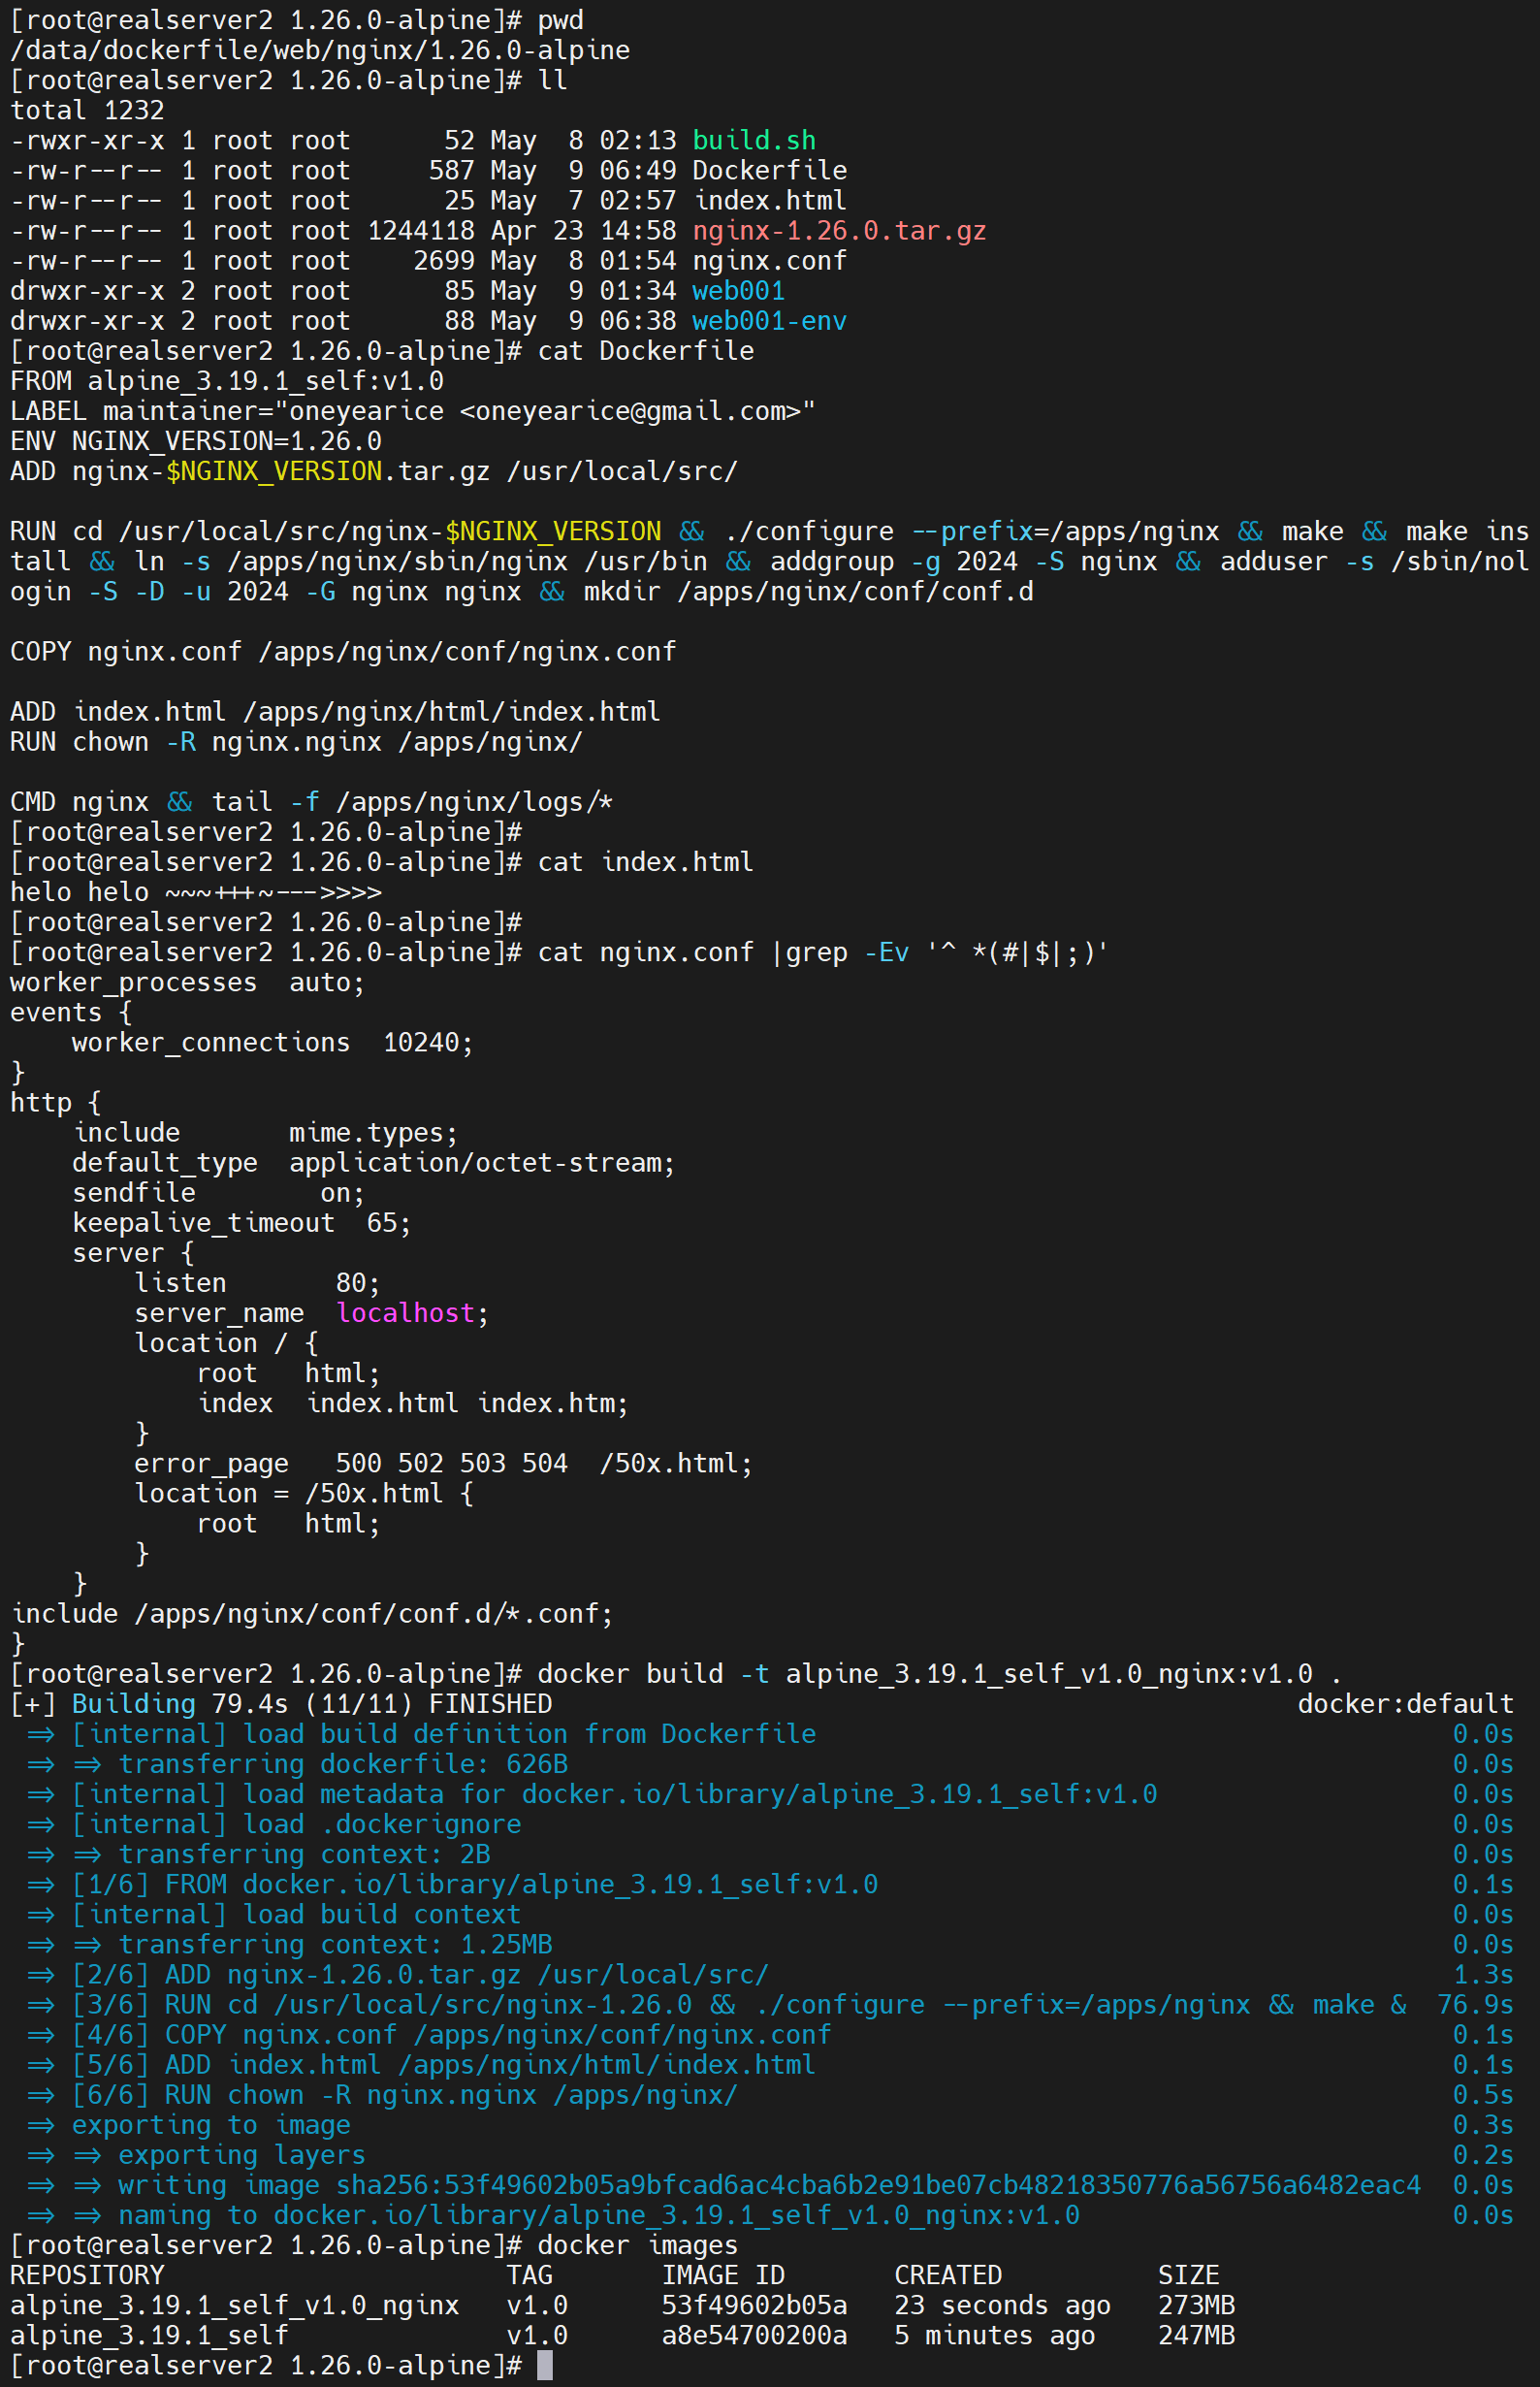 [root@realserver2 1.26.0-alpine]# pwd
/data/dockerfile/web/nginx/1.26.0-alpine
[root@realserver2 1.26.0-alpine]# ll
total 1232
-rwxr-xr-x 1 root root      52 May  8 02:13 build.sh
-rw-r--r-- 1 root root     587 May  9 06:49 Dockerfile
-rw-r--r-- 1 root root      25 May  7 02:57 index.html
-rw-r--r-- 1 root root 1244118 Apr 23 14:58 nginx-1.26.0.tar.gz
-rw-r--r-- 1 root root    2699 May  8 01:54 nginx.conf
drwxr-xr-x 2 root root      85 May  9 01:34 web001
drwxr-xr-x 2 root root      88 May  9 06:38 web001-env
[root@realserver2 1.26.0-alpine]# cat Dockerfile
FROM alpine_3.19.1_self:v1.0
LABEL maintainer="oneyearice <oneyearice@gmail.com>"
ENV NGINX_VERSION=1.26.0
ADD nginx-$NGINX_VERSION.tar.gz /usr/local/src/

RUN cd /usr/local/src/nginx-$NGINX_VERSION && ./configure --prefix=/apps/nginx && make && make ins
tall && ln -s /apps/nginx/sbin/nginx /usr/bin && addgroup -g 2024 -S nginx && adduser -s /sbin/nol
ogin -S -D -u 2024 -G nginx nginx && mkdir /apps/nginx/conf/conf.d

COPY nginx.conf /apps/nginx/conf/nginx.conf

ADD index.html /apps/nginx/html/index.html
RUN chown -R nginx.nginx /apps/nginx/

CMD nginx && tail -f /apps/nginx/logs/*
[root@realserver2 1.26.0-alpine]#
[root@realserver2 1.26.0-alpine]# cat index.html
helo helo ~~~+++~--->>>>
[root@realserver2 1.26.0-alpine]#
[root@realserver2 1.26.0-alpine]# cat nginx.conf |grep -Ev '^ *(#|$|;)'
worker_processes  auto;
events {
    worker_connections  10240;
}
http {
    include       mime.types;
    default_type  application/octet-stream;
    sendfile        on;
    keepalive_timeout  65;
    server {
        listen       80;
        server_name  localhost;
        location / {
            root   html;
            index  index.html index.htm;
        }
        error_page   500 502 503 504  /50x.html;
        location = /50x.html {
            root   html;
        }
    }
include /apps/nginx/conf/conf.d/*.conf;
}
[root@realserver2 1.26.0-alpine]# docker build -t alpine_3.19.1_self_v1.0_nginx:v1.0 .
[+] Building 79.4s (11/11) FINISHED                                                docker:default
 => [internal] load build definition from Dockerfile                                         0.0s
 => => transferring dockerfile: 626B                                                         0.0s
 => [internal] load metadata for docker.io/library/alpine_3.19.1_self:v1.0                   0.0s
 => [internal] load .dockerignore                                                            0.0s
 => => transferring context: 2B                                                              0.0s
 => [1/6] FROM docker.io/library/alpine_3.19.1_self:v1.0                                     0.1s
 => [internal] load build context                                                            0.0s
 => => transferring context: 1.25MB                                                          0.0s
 => [2/6] ADD nginx-1.26.0.tar.gz /usr/local/src/                                            1.3s
 => [3/6] RUN cd /usr/local/src/nginx-1.26.0 && ./configure --prefix=/apps/nginx && make &  76.9s
 => [4/6] COPY nginx.conf /apps/nginx/conf/nginx.conf                                        0.1s
 => [5/6] ADD index.html /apps/nginx/html/index.html                                         0.1s
 => [6/6] RUN chown -R nginx.nginx /apps/nginx/                                              0.5s
 => exporting to image                                                                       0.3s
 => => exporting layers                                                                      0.2s
 => => writing image sha256:53f49602b05a9bfcad6ac4cba6b2e91be07cb48218350776a56756a6482eac4  0.0s
 => => naming to docker.io/library/alpine_3.19.1_self_v1.0_nginx:v1.0                        0.0s
[root@realserver2 1.26.0-alpine]# docker images
REPOSITORY                      TAG       IMAGE ID       CREATED          SIZE
alpine_3.19.1_self_v1.0_nginx   v1.0      53f49602b05a   23 seconds ago   273MB
alpine_3.19.1_self              v1.0      a8e54700200a   5 minutes ago    247MB
[root@realserver2 1.26.0-alpine]#